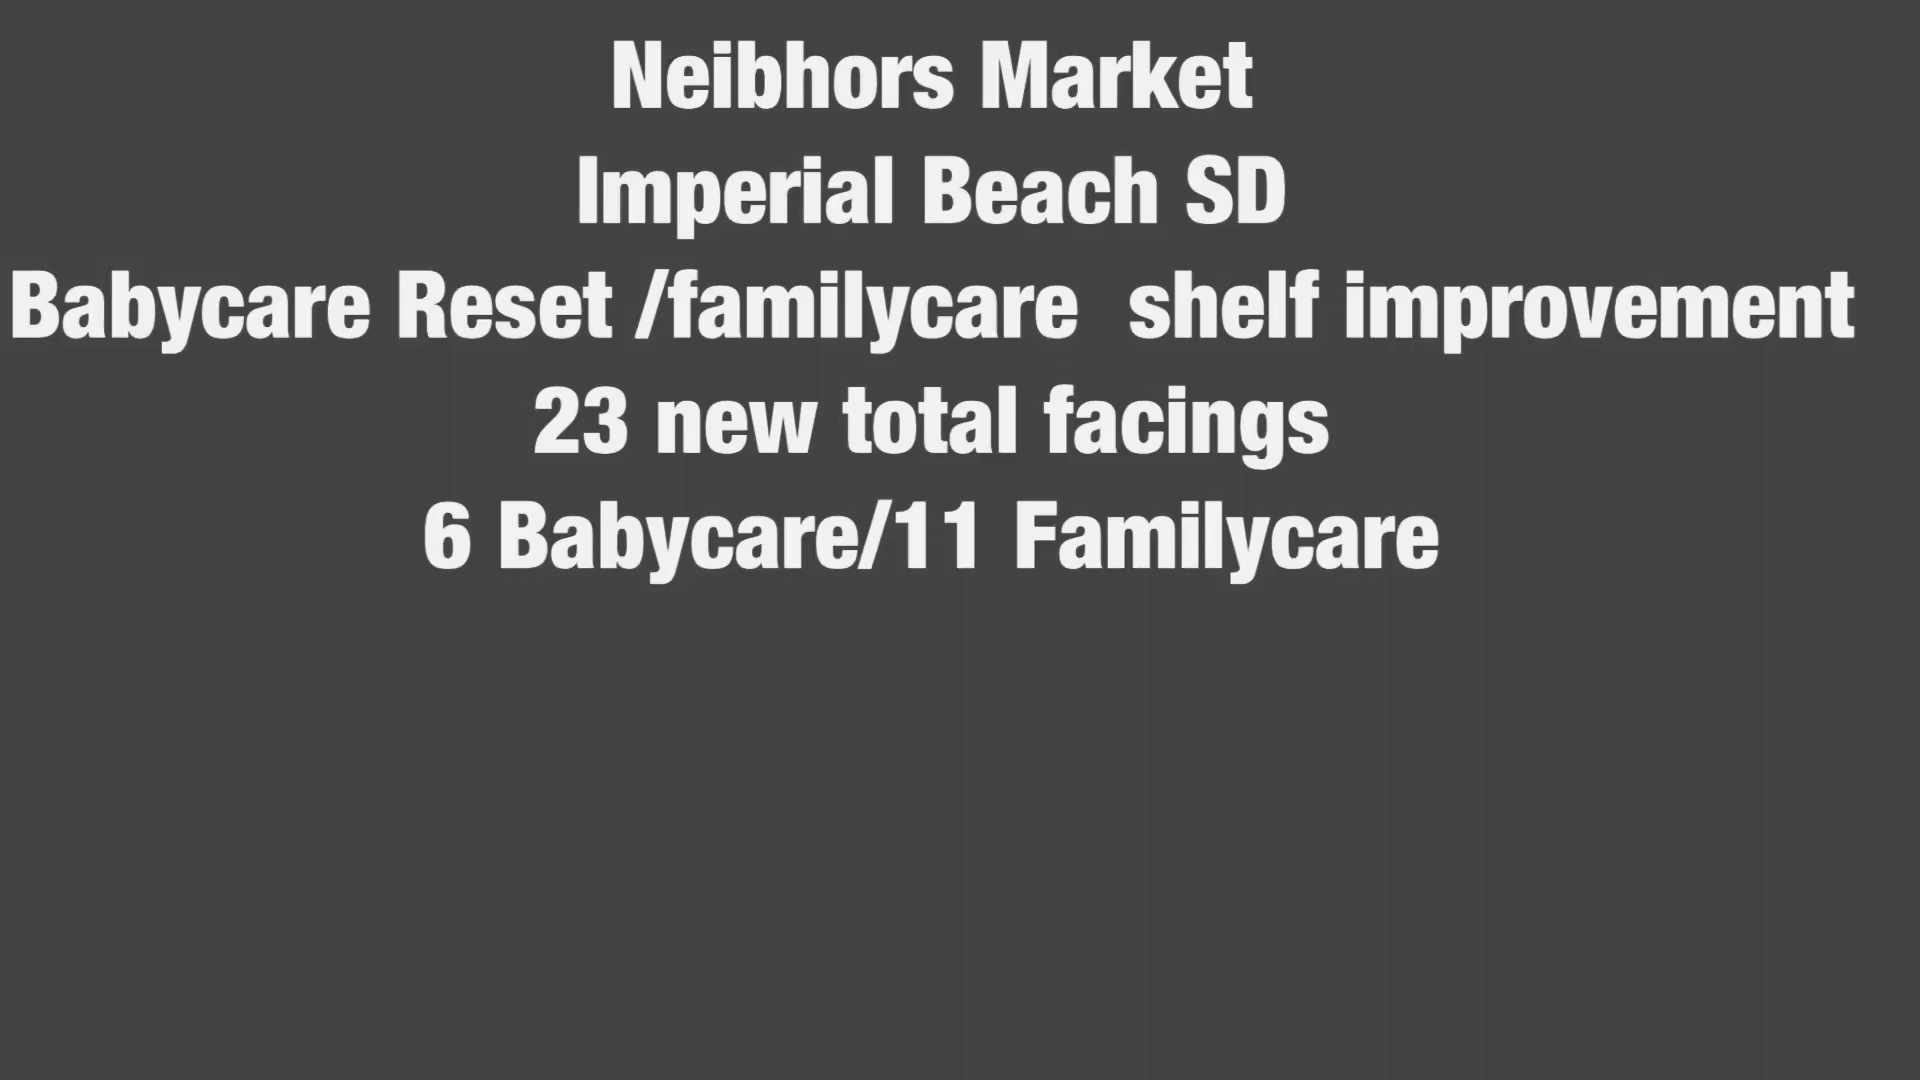 Neibhors Market
Imperial Beach SD
Babycare Reset /familycare shelf improvement
23 new total facings
6 Babycare/11 Familycare